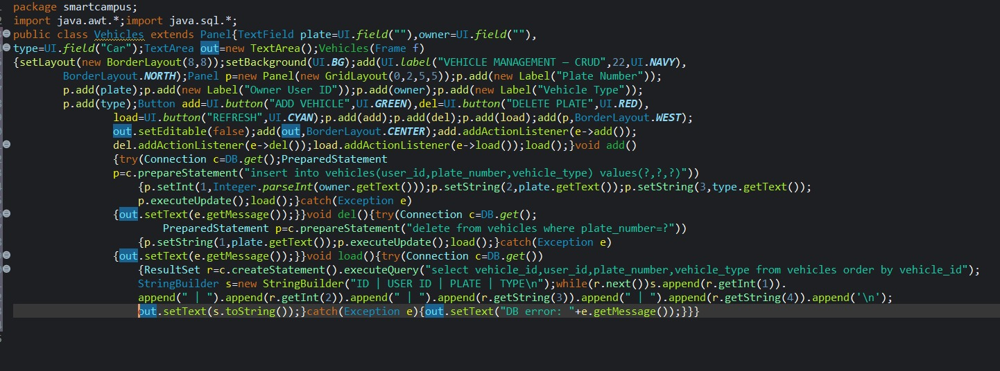 package smartcampus;
import java.awt.*;import java.sql.*;
public class Vehicles extends Panel{TextField plate=UI.field(""),owner=UI.field(""),
type=UI.field("Car");TextArea out=new TextArea();Vehicles(Frame f)
{setLayout(new BorderLayout(8,8));setBackground(UI.BG);add(UI.label("VEHICLE MANAGEMENT — CRUD",22,UI.NAVY),
BorderLayout.NORTH);Panel p=new Panel(new GridLayout(0,2,5,5));p.add(new Label("Plate Number"));
p.add(plate);p.add(new Label("Owner User ID"));p.add(owner);p.add(new Label("Vehicle Type"));
p.add(type);Button add=UI.button("ADD VEHICLE",UI.GREEN),del=UI.button("DELETE PLATE",UI.RED),
load=UI.button("REFRESH",UI.CYAN);p.add(add);p.add(del);p.add(load);add(p,BorderLayout.WEST);
out.setEditable(false);add(out,BorderLayout.CENTER);add.addActionListener(e->add());
del.addActionListener(e->del());load.addActionListener(e->load());load();}void add()
{try(Connection c=DB.get();PreparedStatement
p=c.prepareStatement("insert into vehicles(user_id,plate_number,vehicle_type) values(?,?,?)"))
{p.setInt(1,Integer.parseInt(owner.getText()));p.setString(2,plate.getText());p.setString(3,type.getText());
p.executeUpdate();load();}catch(Exception e)
{out.setText(e.getMessage());}}void del(){try(Connection c=DB.get();
PreparedStatement p=c.prepareStatement("delete from vehicles where plate_number=?"))
{p.setString(1,plate.getText());p.executeUpdate();load();}catch(Exception e)
{out.setText(e.getMessage());}}void load(){try(Connection c=DB.get())
{ResultSet r=c.createStatement().executeQuery("select vehicle_id,user_id,plate_number,vehicle_type from vehicles order by vehicle_id");
StringBuilder s=new StringBuilder("ID | USER ID | PLATE | TYPE\n");while(r.next())s.append(r.getInt(1)).
append(" | ").append(r.getInt(2)).append(" | ").append(r.getString(3)).append(" | ").append(r.getString(4)).append('\n');
out.setText(s.toString());}catch(Exception e){out.setText("DB error: "+e.getMessage());}}}